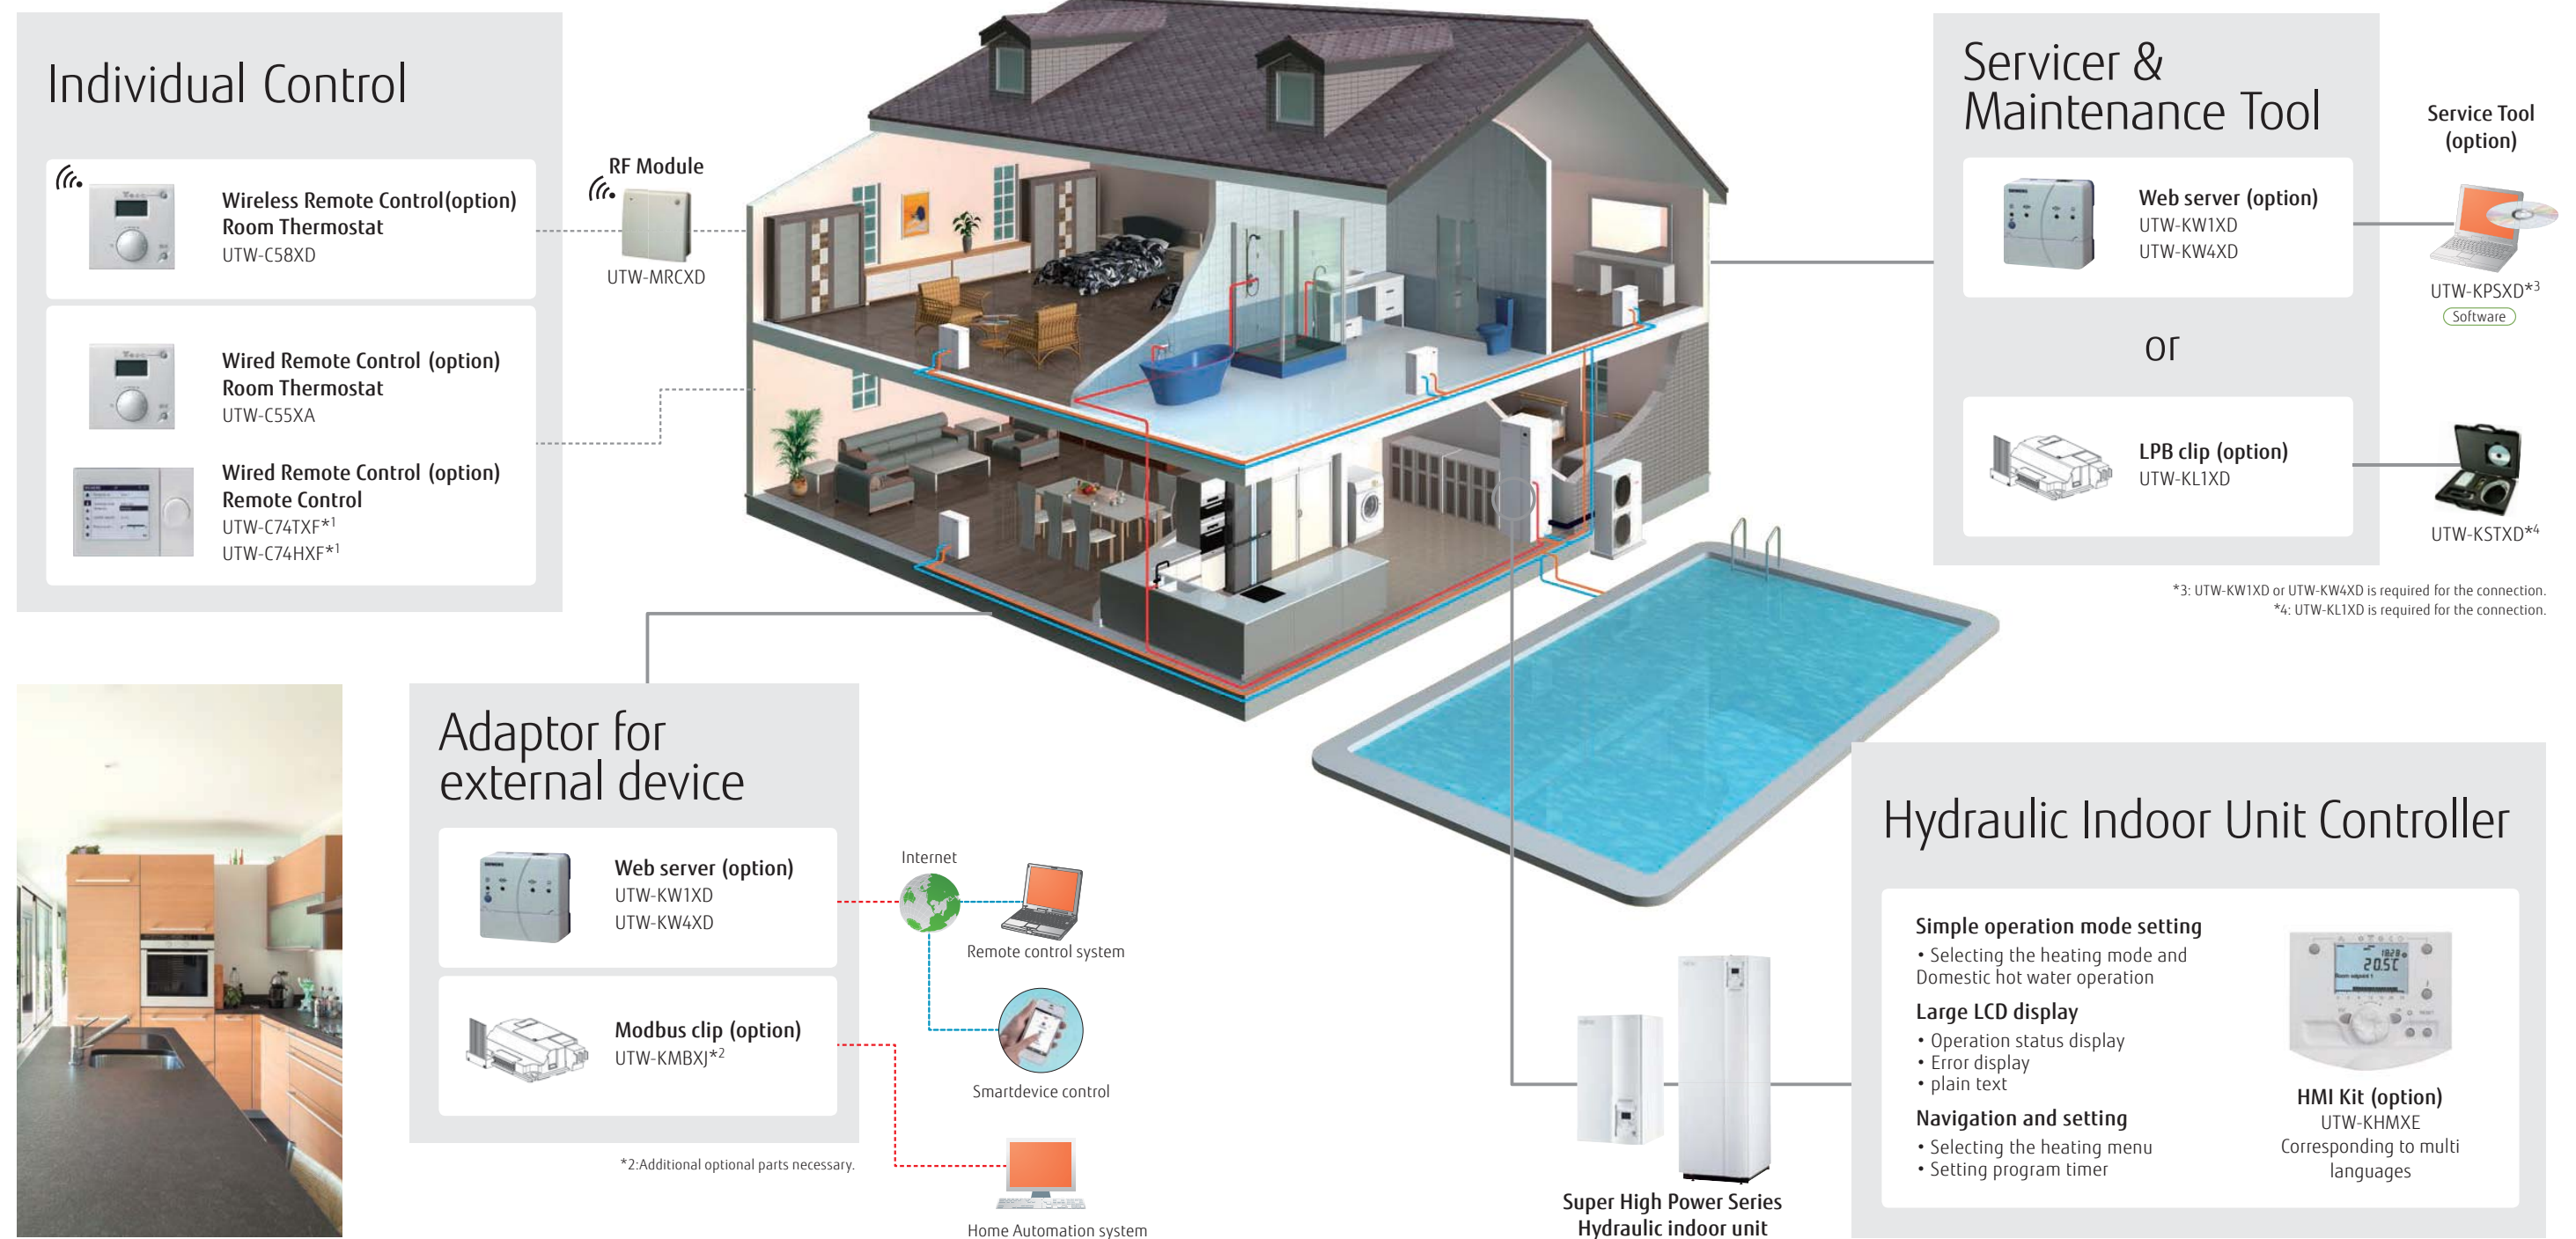 Individual Control
Wireless Remote Control(option)
Room Thermostat
UTW-C58XD
Wired Remote Control (option)
Room Thermostat
UTW-C55XA
Wired Remote Control (option)
Remote Control
UTW-C74TXF*1
UTW-C74HXF*1
RF Module
UTW-MRCXD
Servicer &
Maintenance Tool
Web server (option)
UTW-KW1XD
UTW-KW4XD
or
LPB clip (option)
UTW-KL1XD
Service Tool
(option)
UTW-KPSXD*3
Software
UTW-KSTXD*4
*3: UTW-KW1XD or UTW-KW4XD is required for the connection.
*4: UTW-KL1XD is required for the connection.
Adaptor for
external device
SIEMENS
Web server (option)
UTW-KW1XD
UTW-KW4XD
Modbus clip (option)
UTW-KMBXJ*2
*2:Additional optional parts necessary.
Internet
Remote control system
Smartdevice control
Home Automation system
Super High Power Series
Hydraulic indoor unit
Hydraulic Indoor Unit Controller
Simple operation mode setting
• Selecting the heating mode and
Domestic hot water operation
Large LCD display
• Operation status display
• Error display
• plain text
Navigation and setting
• Selecting the heating menu
• Setting program timer
20.5°C
Room setpoint 1
HMI Kit (option)
UTW-KHMXE
Corresponding to multi
languages